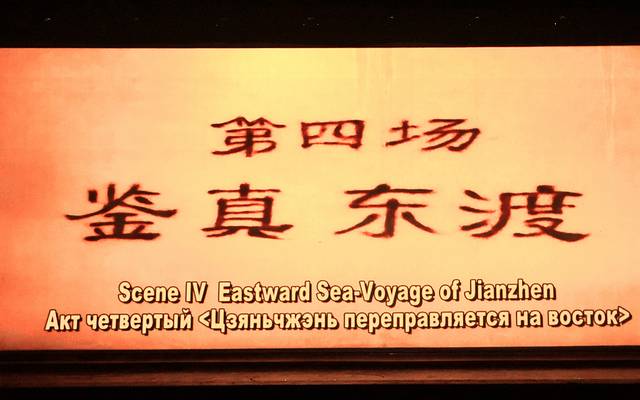 第四场
鉴真东渡
Scene IV Eastward Sea-Voyage of Jianzhen
Акт четвертый <Цзяньчжэнь переправляется на восток>